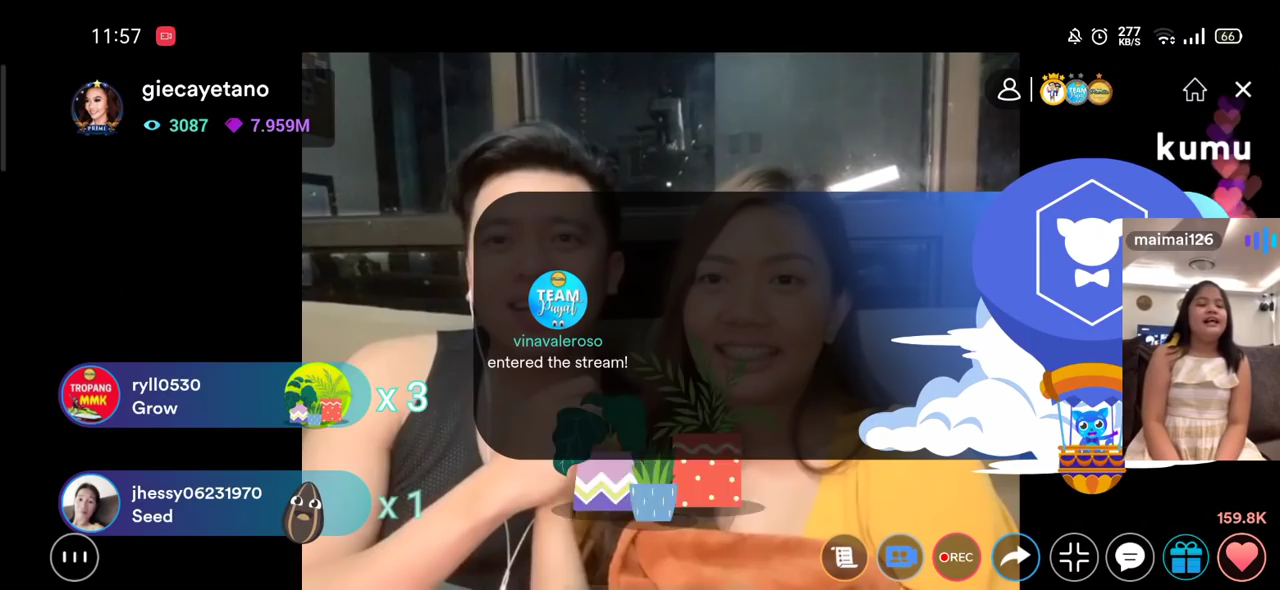 11:57
277
KB/S
66
giecayetano
3087
7.959M
kumu
maimai126
TEAM
Payat
vinavaleroso
entered the stream!
TROPANG
MMK
ryll0530
Grow
x 3
jhessy06231970
Seed
x 1
159.8K
REC